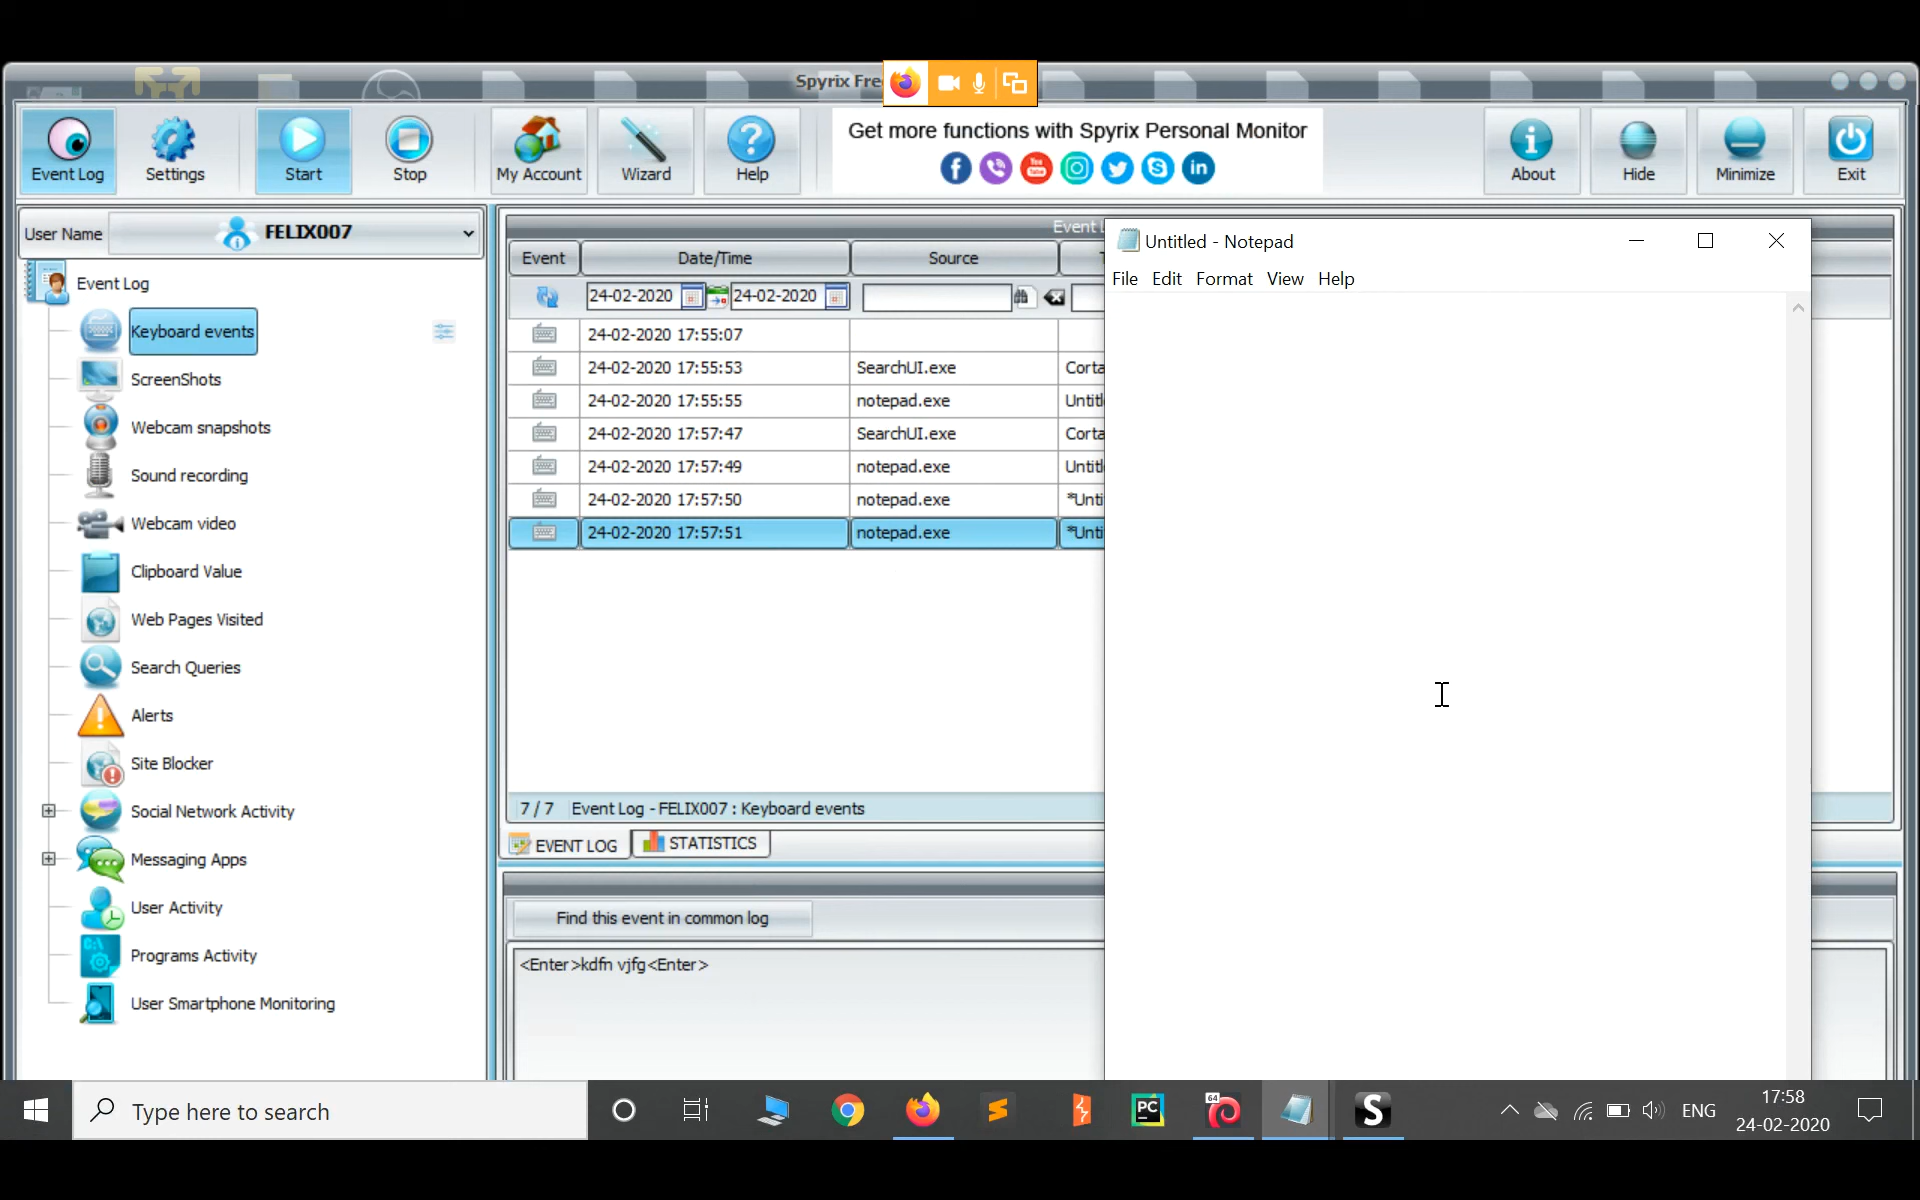 Spyrix Fre
Event Log
Settings
Start
Stop
My Account
Wizard
Help
Get more functions with Spyrix Personal Monitor
You
Tube
About
Hide
Minimize
Exit
User Name
FELIX007
Event Log
Keyboard events
ScreenShots
Webcam snapshots
Sound recording
Webcam video
Clipboard Value
Web Pages Visited
Search Queries
Alerts
Site Blocker
Social Network Activity
Messaging Apps
User Activity
Programs Activity
User Smartphone Monitoring
Event L
Event Date/Time Source T
24-02-2020 24-02-2020
24-02-2020 17:55:07
24-02-2020 17:55:53 SearchUI.exe Corta
24-02-2020 17:55:55 notepad.exe Untitl
24-02-2020 17:57:47 SearchUI.exe Corta
24-02-2020 17:57:49 notepad.exe Untitl
24-02-2020 17:57:50 notepad.exe *Unti
24-02-2020 17:57:51 notepad.exe *Unti
7 / 7 Event Log - FELIX007 : Keyboard events
EVENT LOG STATISTICS
Find this event in common log
<Enter>kdfn vjfg<Enter>
Untitled - Notepad
File Edit Format View Help
Type here to search
PC
64
S
ENG
17:58
24-02-2020